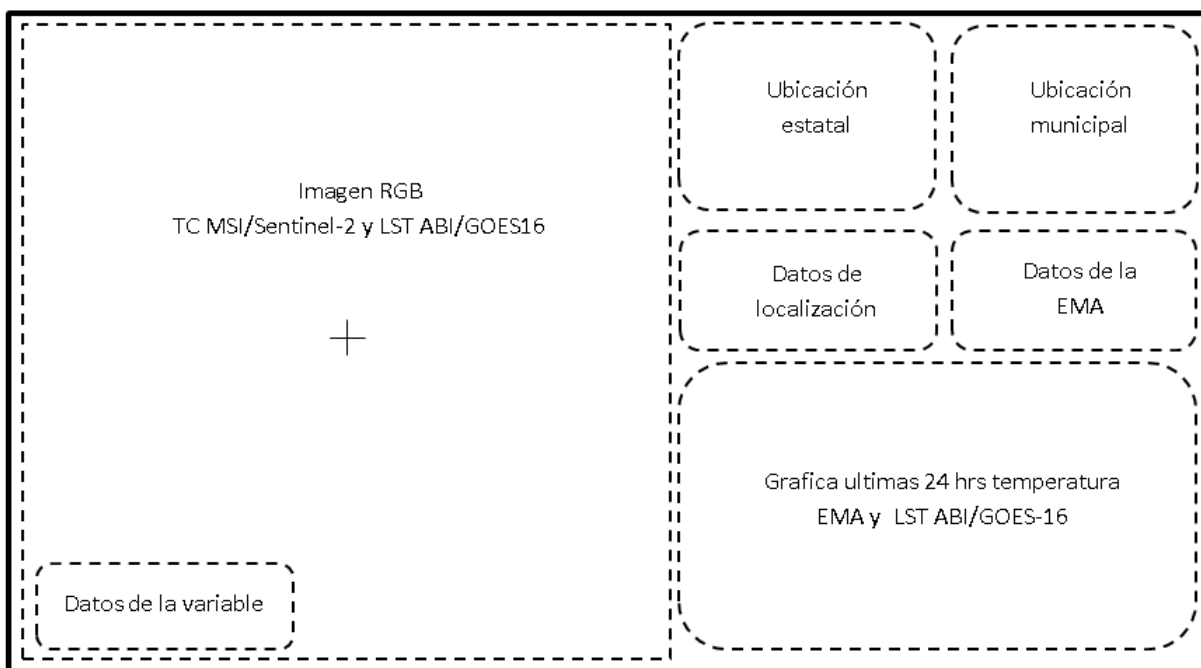 Imagen RGB
TC MSI/Sentinel-2 y LST ABI/GOES16
Datos de la variable
Ubicación
estatal
Ubicación
municipal
Datos de
localización
Datos de la
EMA
Grafica ultimas 24 hrs temperatura
EMA y LST ABI/GOES-16